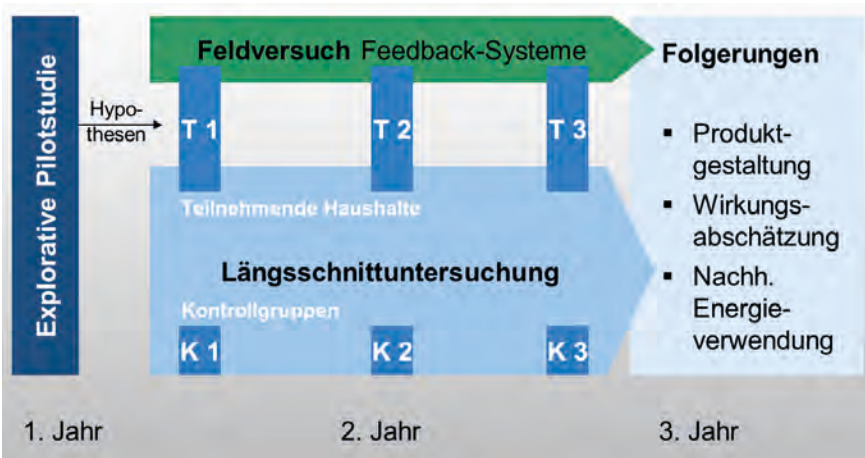 Explorative Pilotstudie
Hypo-
thesen
Feldversuch Feedback-Systeme
T 1
T 2
T 3
Teilnehmende Haushalte
Längsschnittuntersuchung
Kontrollgruppen
K 1
K 2
K 3
Folgerungen
▪ Produkt-
gestaltung
▪ Wirkungs-
abschätzung
▪ Nachh.
Energie-
verwendung
1. Jahr
2. Jahr
3. Jahr